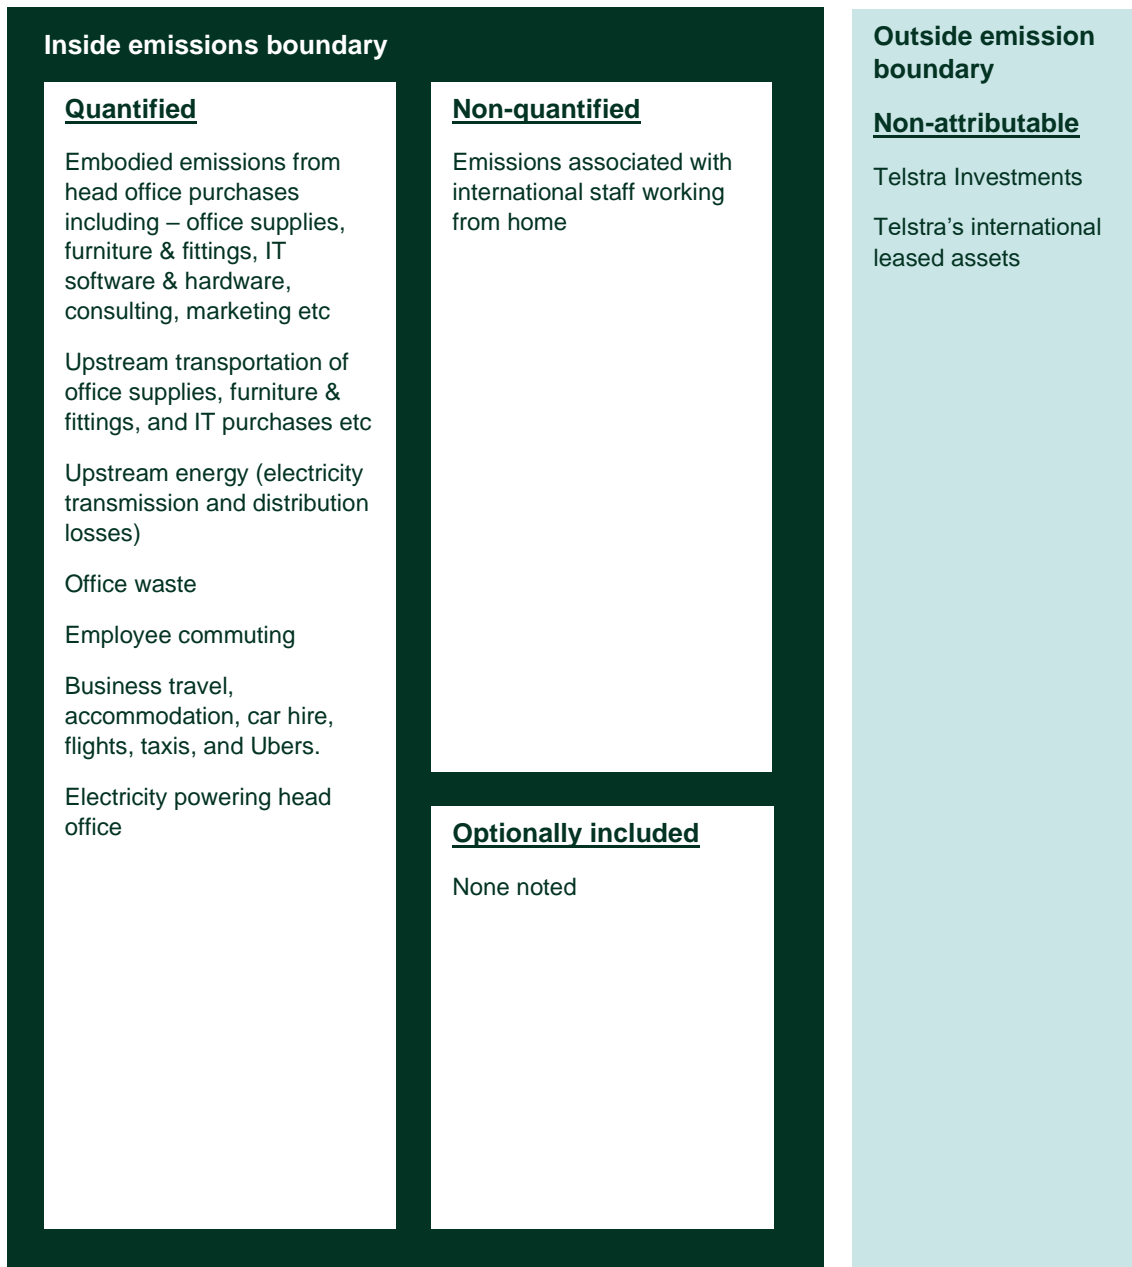 Inside emissions boundary
Quantified
Embodied emissions from
head office purchases
including – office supplies,
furniture & fittings, IT
software & hardware,
consulting, marketing etc
Upstream transportation of
office supplies, furniture &
fittings, and IT purchases etc
Upstream energy (electricity
transmission and distribution
losses)
Office waste
Employee commuting
Business travel,
accommodation, car hire,
flights, taxis, and Ubers.
Electricity powering head
office
Non-quantified
Emissions associated with
international staff working
from home
Optionally included
None noted
Outside emission
boundary
Non-attributable
Telstra Investments
Telstra’s international
leased assets